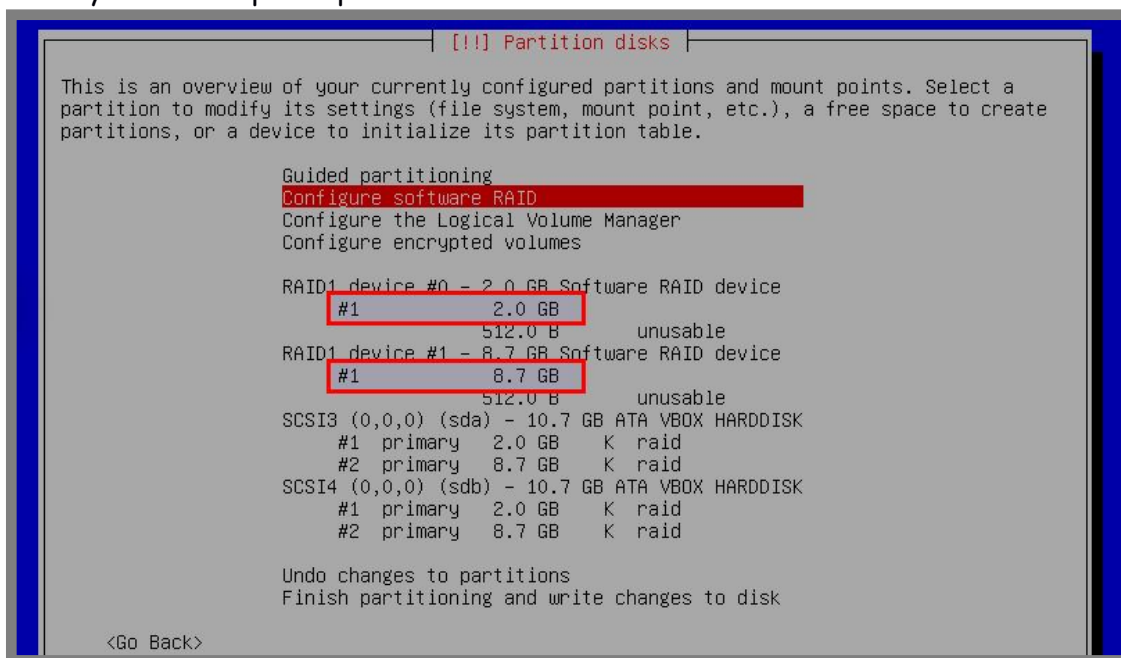 [!!] Partition disks
This is an overview of your currently configured partitions and mount points. Select a
partition to modify its settings (file system, mount point, etc.), a free space to create
partitions, or a device to initialize its partition table.
Guided partitioning
Configure software RAID
Configure the Logical Volume Manager
Configure encrypted volumes
RAID1 device #0 - 2.0 GB Software RAID device
#1 2.0 GB
512.0 B unusable
RAID1 device #1 - 8.7 GB Software RAID device
#1 8.7 GB
512.0 B unusable
SCSI3 (0,0,0) (sda) - 10.7 GB ATA VBOX HARDDISK
#1 primary 2.0 GB K raid
#2 primary 8.7 GB K raid
SCSI4 (0,0,0) (sdb) - 10.7 GB ATA VBOX HARDDISK
#1 primary 2.0 GB K raid
#2 primary 8.7 GB K raid
Undo changes to partitions
Finish partitioning and write changes to disk
<Go Back>